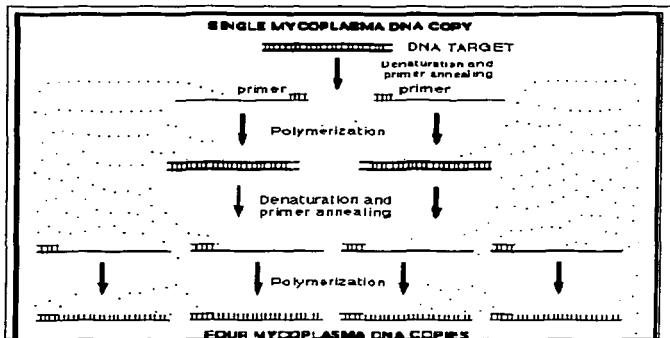 SINGLE MYCOPLASMA DNA COPY
DNA TARGET
Denaturation and
primer annealing
primer
primer
Polymerization
Denaturation and
primer annealing
Polymerization
FOUR MYCOPLASMA DNA COPIES